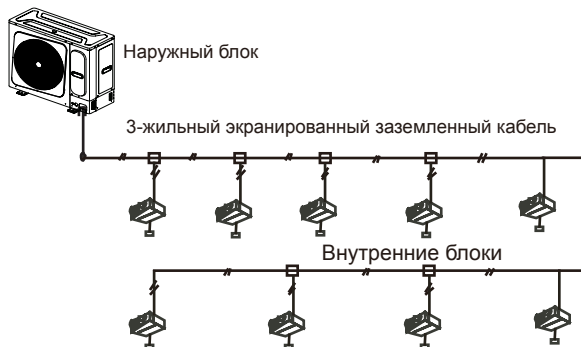 Наружный блок
3-жильный экранированный заземленный кабель
Внутренние блоки